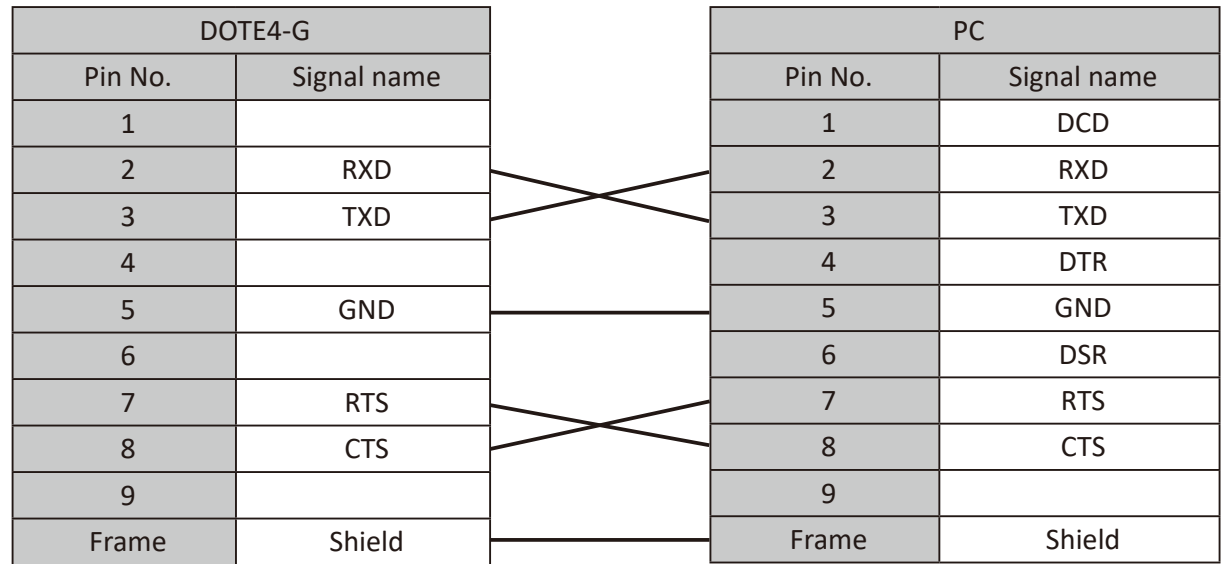 DOTE4-G PC
Pin No. Signal name Pin No. Signal name
1 1 DCD
2 RXD 2 RXD
3 TXD 3 TXD
4 4 DTR
5 GND 5 GND
6 6 DSR
7 RTS 7 RTS
8 CTS 8 CTS
9 9
Frame Shield Frame Shield